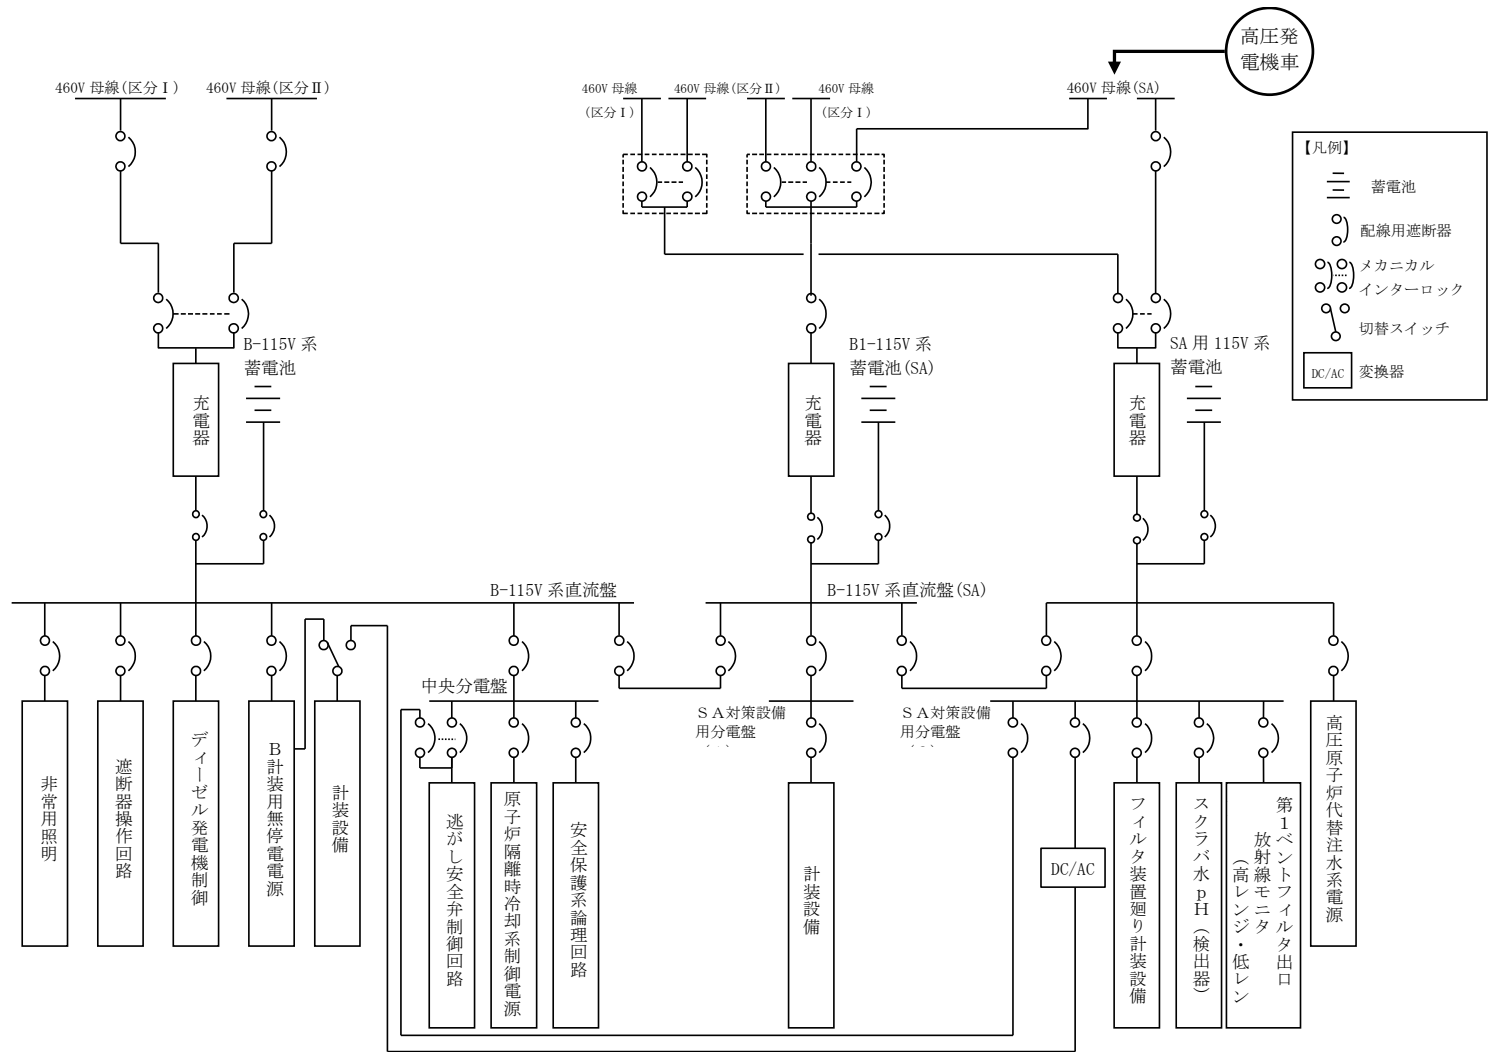 高圧発
電機車
460V 母線(区分Ⅰ)
460V 母線(区分Ⅱ)
460V 母線
(区分Ⅰ)
460V 母線(区分Ⅱ)
460V 母線
(区分Ⅰ)
460V 母線(SA)
【凡例】
蓄電池
配線用遮断器
メカニカル
インターロック
切替スイッチ
DC/AC
変換器
B-115V 系
蓄電池
充電器
B1-115V 系
蓄電池(SA)
充電器
SA 用 115V 系
蓄電池
充電器
B-115V 系直流盤
B-115V 系直流盤(SA)
中央分電盤
ＳＡ対策設備
用分電盤
ＳＡ対策設備
用分電盤
非常用照明
遮断器操作回路
ディーゼル発電機制御
Ｂ計装用無停電電源
計装設備
逃がし安全弁制御回路
原子炉隔離時冷却系制御電源
安全保護系論理回路
計装設備
DC/AC
フィルタ装置廻り計装設備
スクラバ水ｐＨ(検出器)
第１ベントフィルタ出口
放射線モニタ
(高レンジ・低レン
高圧原子炉代替注水系電源